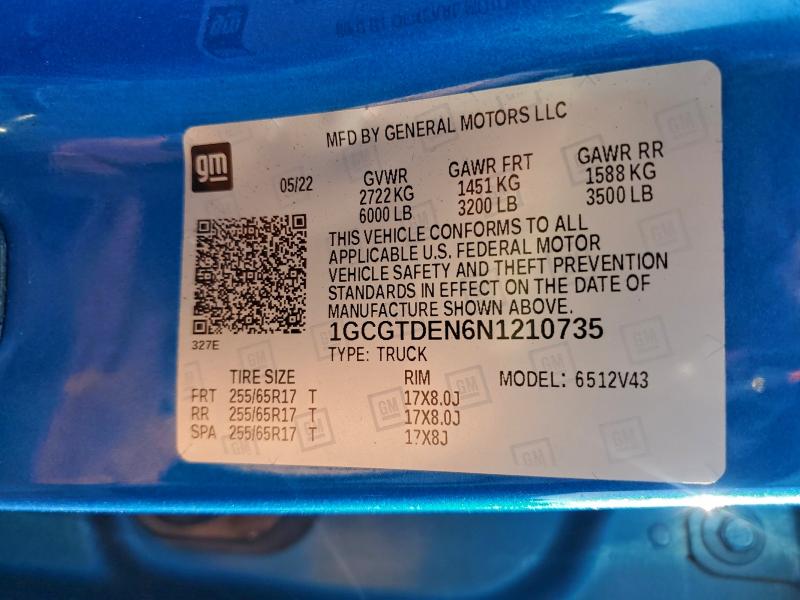 MFD BY GENERAL MOTORS LLC
gm
05/22
GVWR GAWR FRT GAWR RR
2722 KG 1451 KG 1588 KG
6000 LB 3200 LB 3500 LB
THIS VEHICLE CONFORMS TO ALL
APPLICABLE U.S. FEDERAL MOTOR
VEHICLE SAFETY AND THEFT PREVENTION
STANDARDS IN EFFECT ON THE DATE OF
MANUFACTURE SHOWN ABOVE.
1GCGTDEN6N1210735
327E
TYPE: TRUCK
TIRE SIZE RIM MODEL: 6512V43
FRT 255/65R17 T 17X8.0J
RR 255/65R17 T 17X8.0J
SPA 255/65R17 T 17X8J